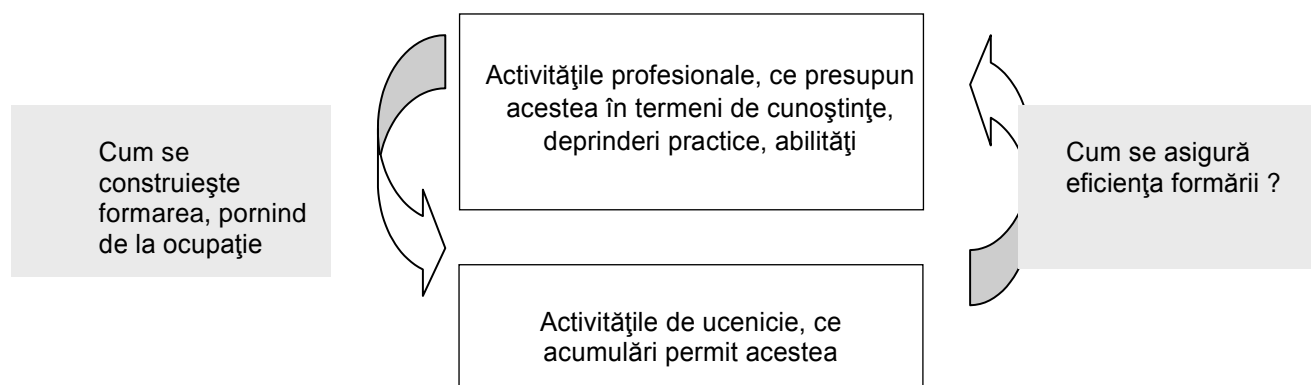 Activităţile profesionale, ce presupun
acestea în termeni de cunoştinţe,
deprinderi practice, abilităţi
Cum se
construieşte
formarea, pornind
de la ocupaţie
Cum se asigură
eficienţa formării ?
Activităţile de ucenicie, ce
acumulări permit acestea